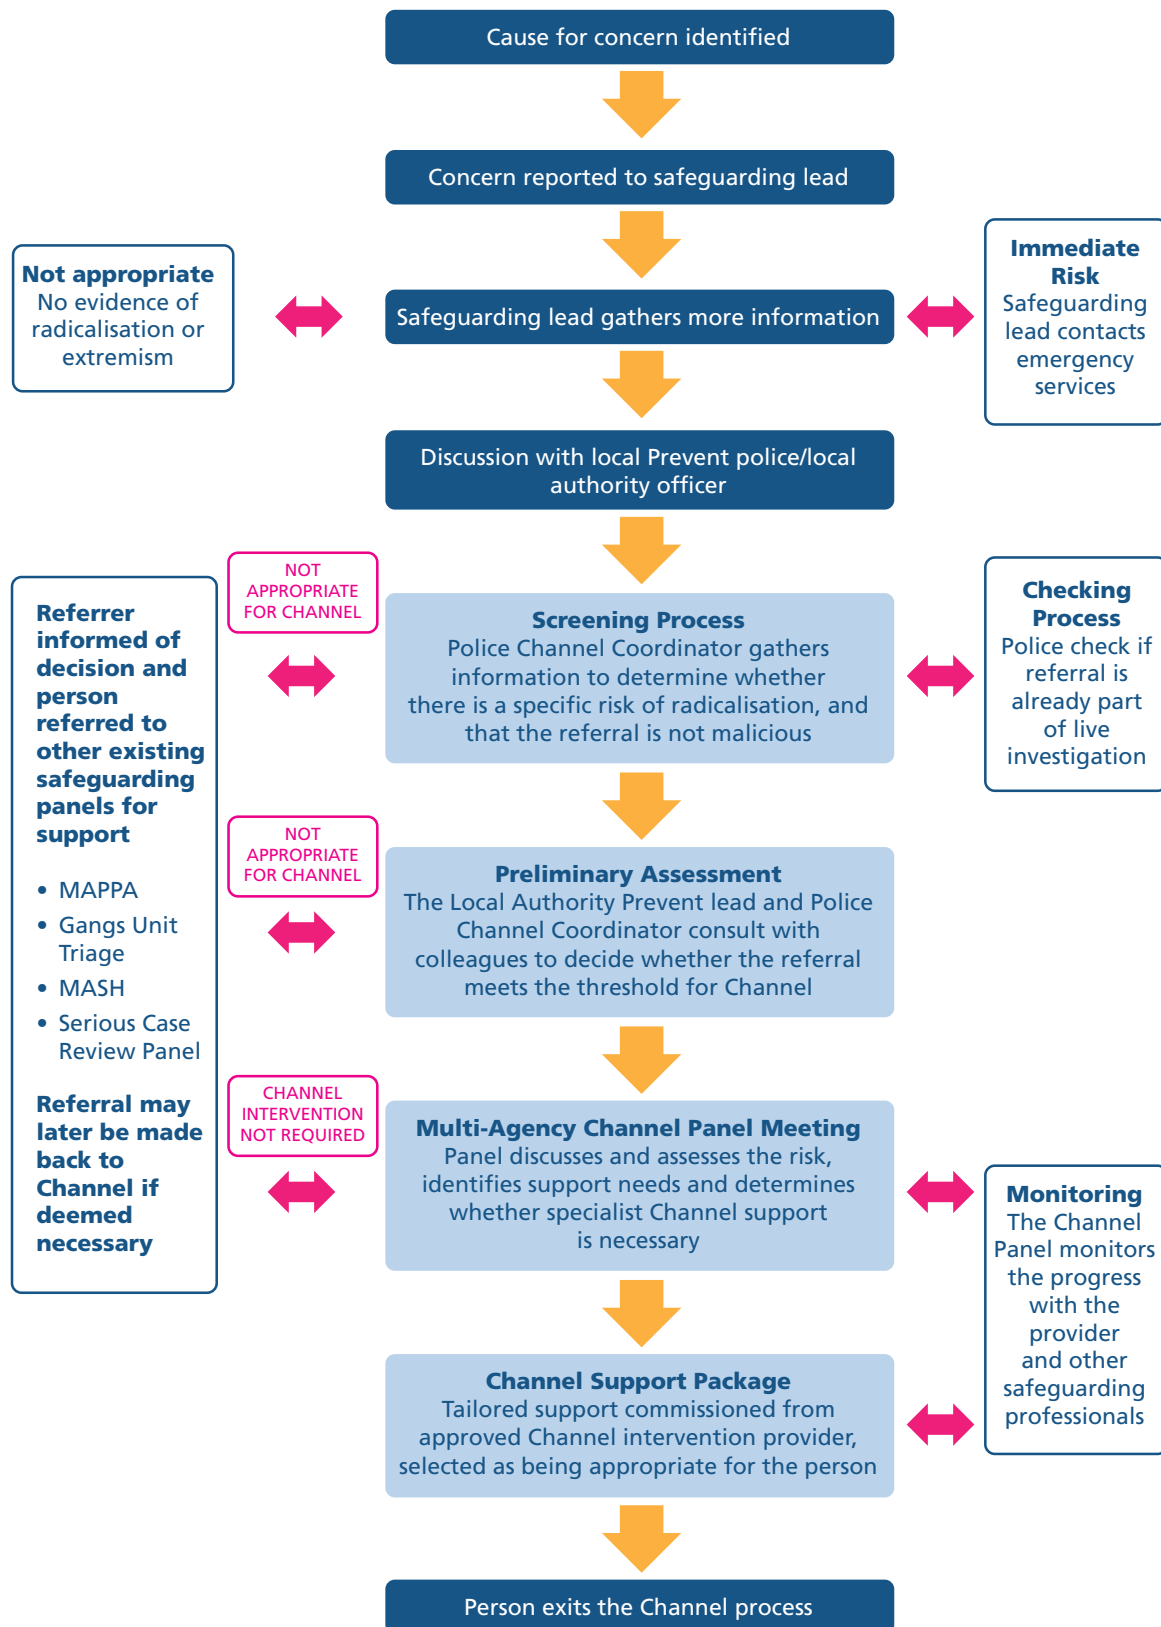 Cause for concern identified
Concern reported to safeguarding lead
Not appropriate
No evidence of
radicalisation or
extremism
Safeguarding lead gathers more information
Immediate
Risk
Safeguarding
lead contacts
emergency
services
Discussion with local Prevent police/local
authority officer
NOT
APPROPRIATE
FOR CHANNEL
Screening Process
Police Channel Coordinator gathers
information to determine whether
there is a specific risk of radicalisation, and
that the referral is not malicious
Checking
Process
Police check if
referral is
already part
of live
investigation
Referrer
informed of
decision and
person
referred to
other existing
safeguarding
panels for
support
• MAPPA
• Gangs Unit
Triage
• MASH
• Serious Case
Review Panel
Referral may
later be made
back to
Channel if
deemed
necessary
NOT
APPROPRIATE
FOR CHANNEL
Preliminary Assessment
The Local Authority Prevent lead and Police
Channel Coordinator consult with
colleagues to decide whether the referral
meets the threshold for Channel
CHANNEL
INTERVENTION
NOT REQUIRED
Multi-Agency Channel Panel Meeting
Panel discusses and assesses the risk,
identifies support needs and determines
whether specialist Channel support
is necessary
Monitoring
The Channel
Panel monitors
the progress
with the
provider
and other
safeguarding
professionals
Channel Support Package
Tailored support commissioned from
approved Channel intervention provider,
selected as being appropriate for the person
Person exits the Channel process